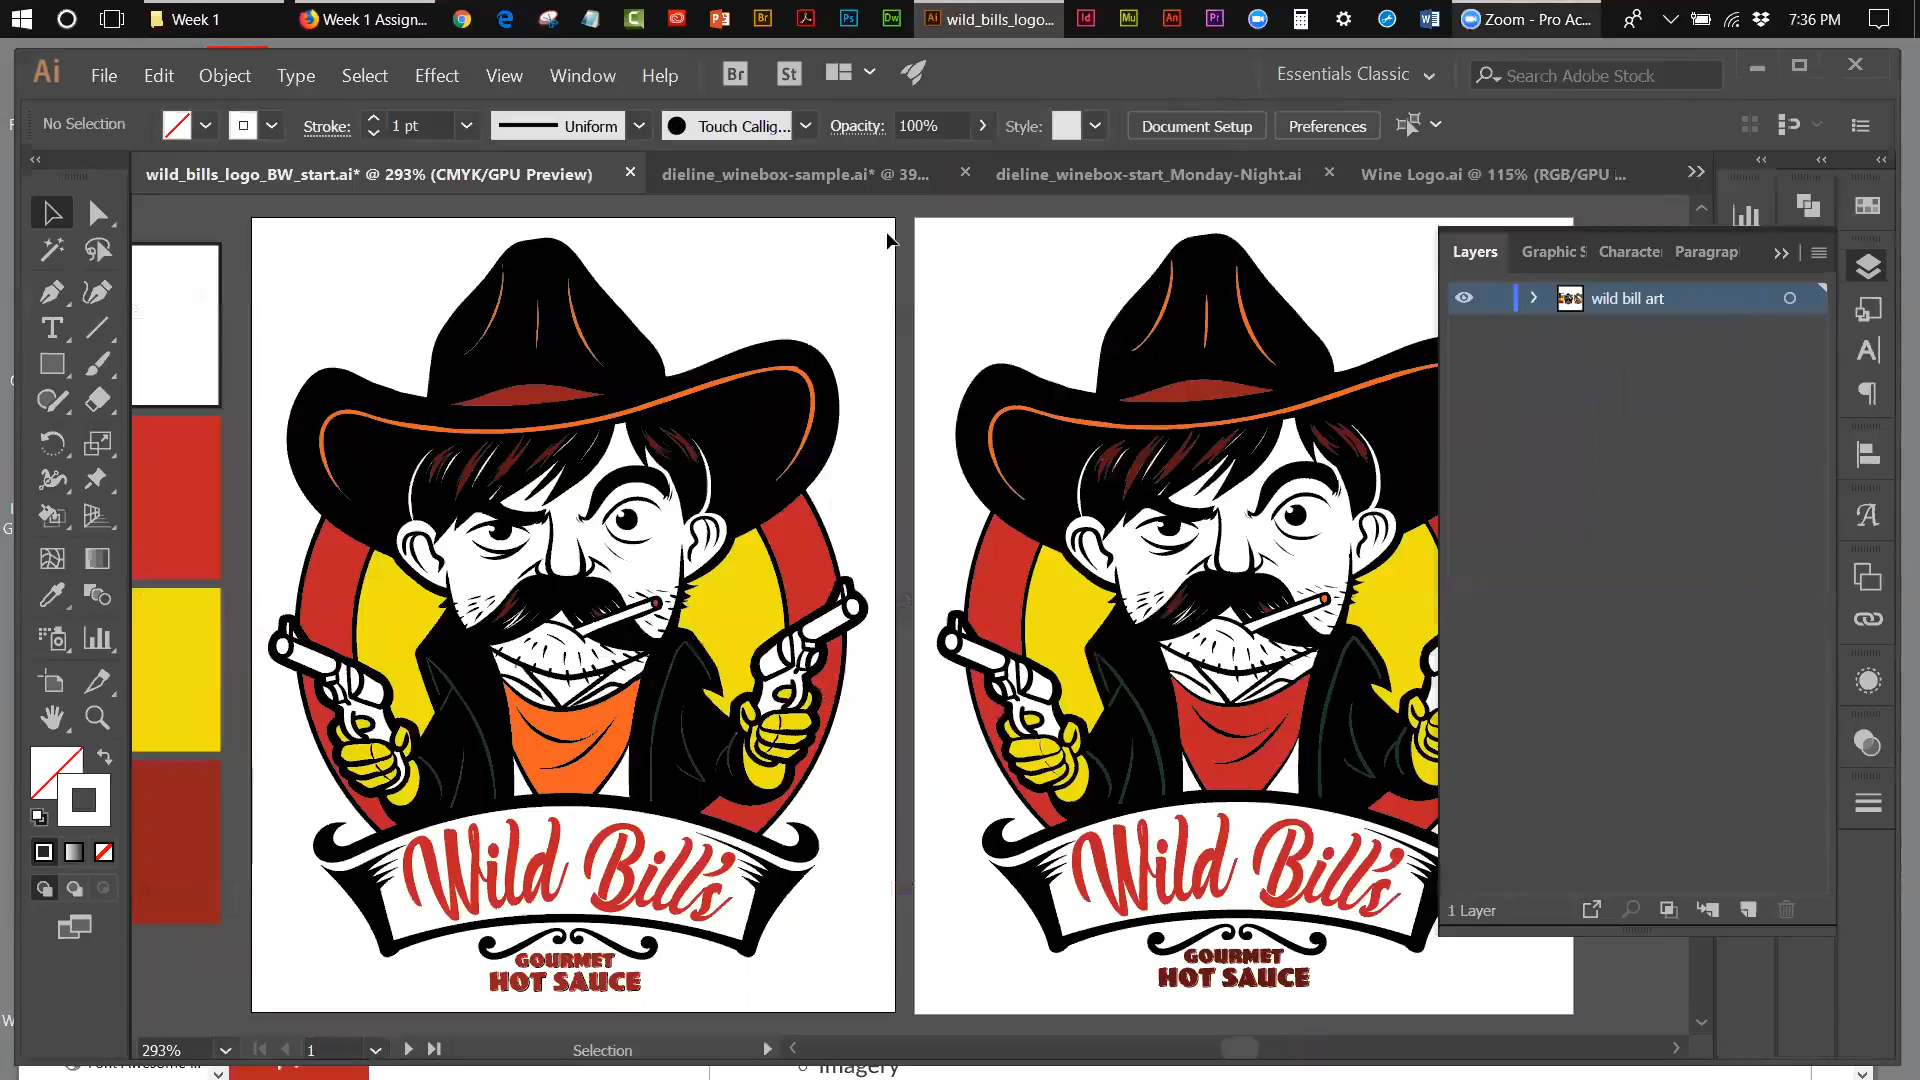 Week 1
Week 1 Assign...
wild_bills_logo...
Zoom - Pro Ac...
7:36 PM
Ai
File
Edit
Object
Type
Select
Effect
View
Window
Help
Br
St
Essentials Classic
Search Adobe Stock
No Selection
Stroke:
1 pt
Uniform
Touch Callig...
Opacity:
100%
Style:
Document Setup
Preferences
wild_bills_logo_BW_start.ai* @ 293% (CMYK/GPU Preview)
dieline_winebox-sample.ai* @ 39...
dieline_winebox-start_Monday-Night.ai
Wine Logo.ai @ 115% (RGB/GPU ...
Layers
Graphic S
Characte
Paragrap
wild bill art
Wild Bill's
GOURMET
HOT SAUCE
Wild Bill's
GOURMET
HOT SAUCE
1 Layer
293%
1
Selection
Imagery